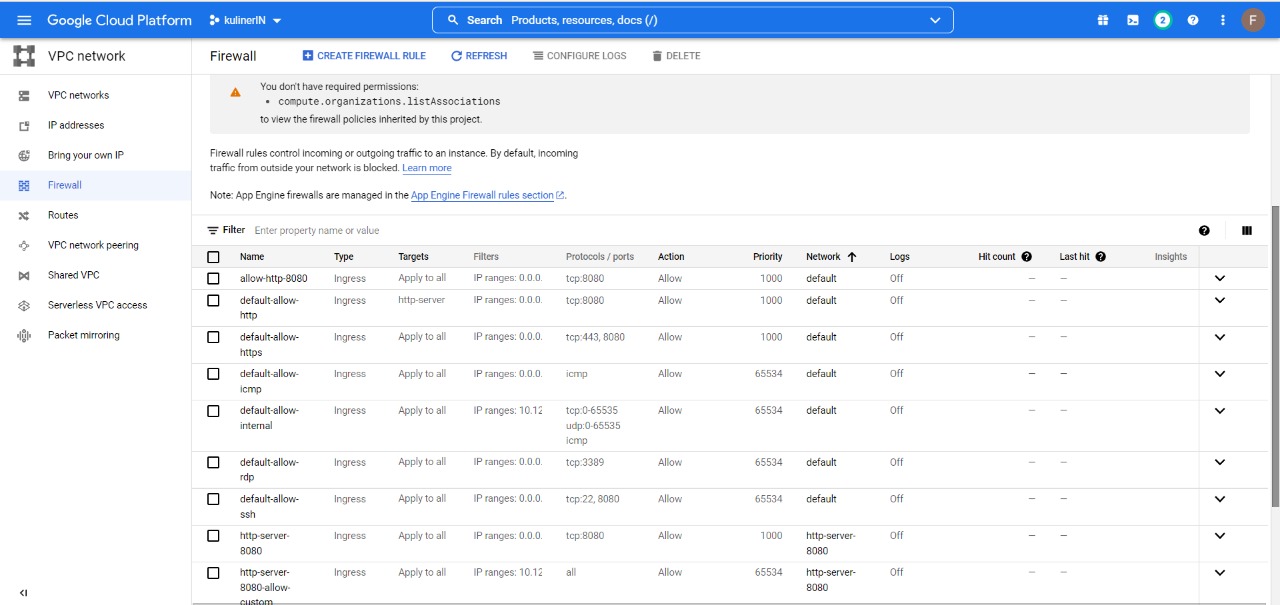 Google Cloud Platform kulinerIN Search Products, resources, docs (/) 2 F
VPC network Firewall CREATE FIREWALL RULE REFRESH CONFIGURE LOGS DELETE
VPC networks
IP addresses
Bring your own IP
Firewall
Routes
VPC network peering
Shared VPC
Serverless VPC access
Packet mirroring
You don't have required permissions:
• compute.organizations.listAssociations
to view the firewall policies inherited by this project.
Firewall rules control incoming or outgoing traffic to an instance. By default, incoming
traffic from outside your network is blocked. Learn more
Note: App Engine firewalls are managed in the App Engine Firewall rules section.
Filter Enter property name or value
Name Type Targets Filters Protocols / ports Action Priority Network Logs Hit count Last hit Insights
allow-http-8080 Ingress Apply to all IP ranges: 0.0.0. tcp:8080 Allow 1000 default Off — —
default-allow- Ingress http-server IP ranges: 0.0.0. tcp:8080 Allow 1000 default Off — —
http
default-allow- Ingress Apply to all IP ranges: 0.0.0. tcp:443, 8080 Allow 1000 default Off — —
https
default-allow- Ingress Apply to all IP ranges: 0.0.0. icmp Allow 65534 default Off — —
icmp
default-allow- Ingress Apply to all IP ranges: 10.12 tcp:0-65535 Allow 65534 default Off — —
internal udp:0-65535
icmp
default-allow- Ingress Apply to all IP ranges: 0.0.0. tcp:3389 Allow 65534 default Off — —
rdp
default-allow- Ingress Apply to all IP ranges: 0.0.0. tcp:22, 8080 Allow 65534 default Off — —
ssh
http-server- Ingress Apply to all IP ranges: 0.0.0. tcp:8080 Allow 1000 http-server- Off — —
8080 8080
http-server- Ingress Apply to all IP ranges: 10.12 all Allow 65534 http-server- Off — —
8080-allow- 8080
custom